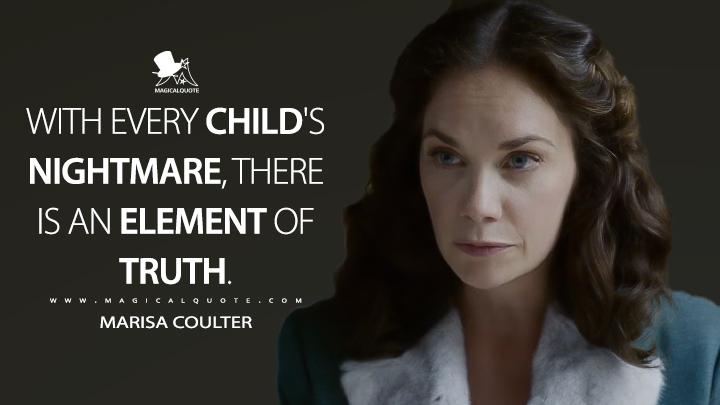 MAGICALQUOTE
WITH EVERY CHILD'S
NIGHTMARE, THERE
IS AN ELEMENT OF
TRUTH.
WWW.MAGICALQUOTE.COM
MARISA COULTER